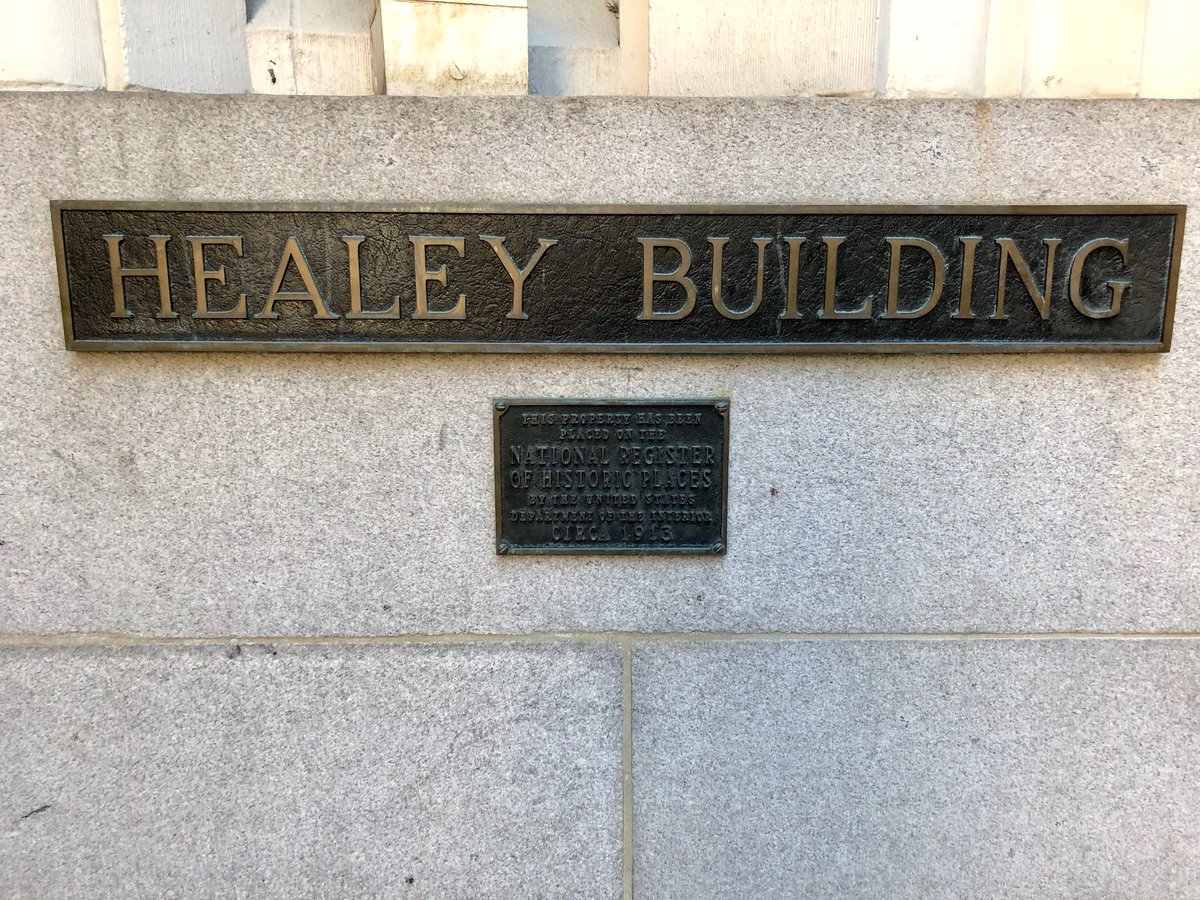 HEALEY BUILDING
THIS PROPERTY HAS BEEN
PLACED ON THE
NATIONAL REGISTER
OF HISTORIC PLACES
BY THE UNITED STATES
DEPARTMENT OF THE INTERIOR
CIRCA 1913